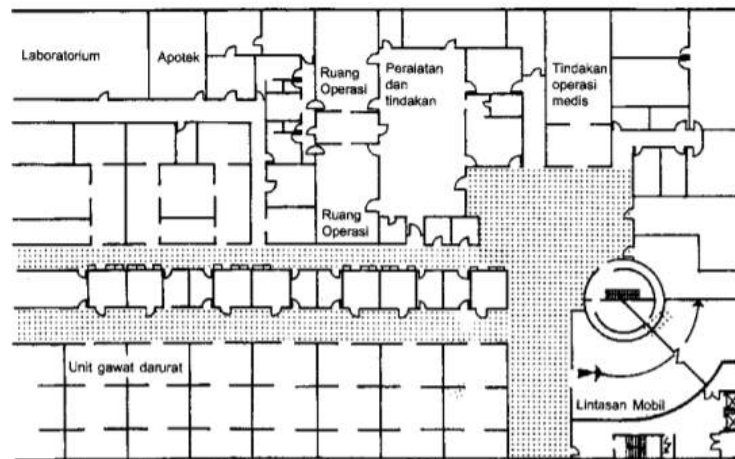 Laboratorium
Apotek
Ruang
Operasi
Peralatan
dan
tindakan
Tindakan
operasi
medis
Ruang
Operasi
Unit gawat darurat
Lintasan Mobil